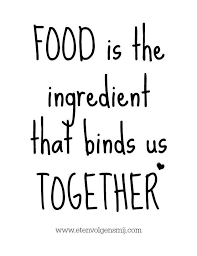 FOOD is the
ingredient
that binds us
TOGETHER
www.etenvolgensmij.com